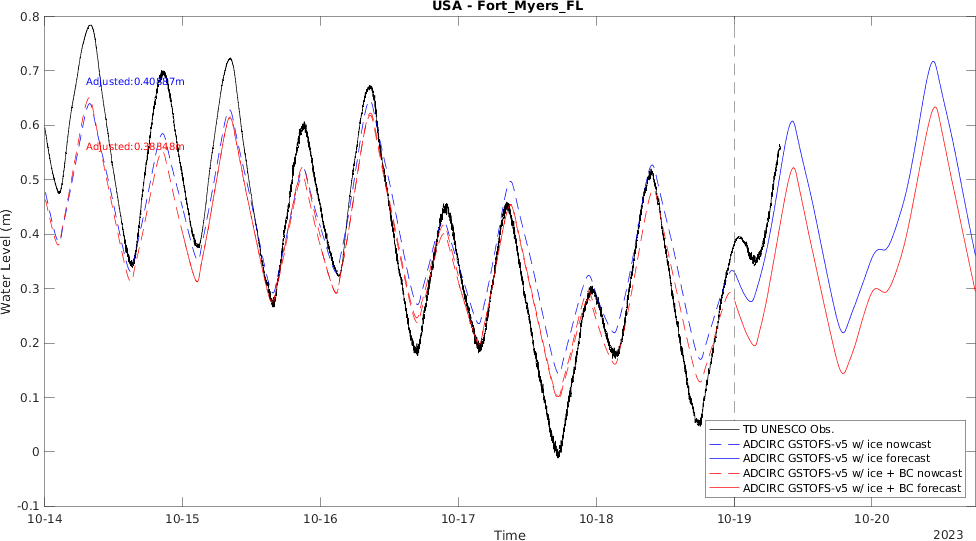 USA - Fort_Myers_FL
0.8
0.7
0.6
0.5
0.4
0.3
0.2
0.1
0
-0.1
Water Level (m)
Adjusted:0.40887m
Adjusted:0.38348m
TD UNESCO Obs.
ADCIRC GSTOFS-v5 w/ ice nowcast
ADCIRC GSTOFS-v5 w/ ice forecast
ADCIRC GSTOFS-v5 w/ ice + BC nowcast
ADCIRC GSTOFS-v5 w/ ice + BC forecast
10-14 10-15 10-16 10-17 10-18 10-19 10-20
Time
2023